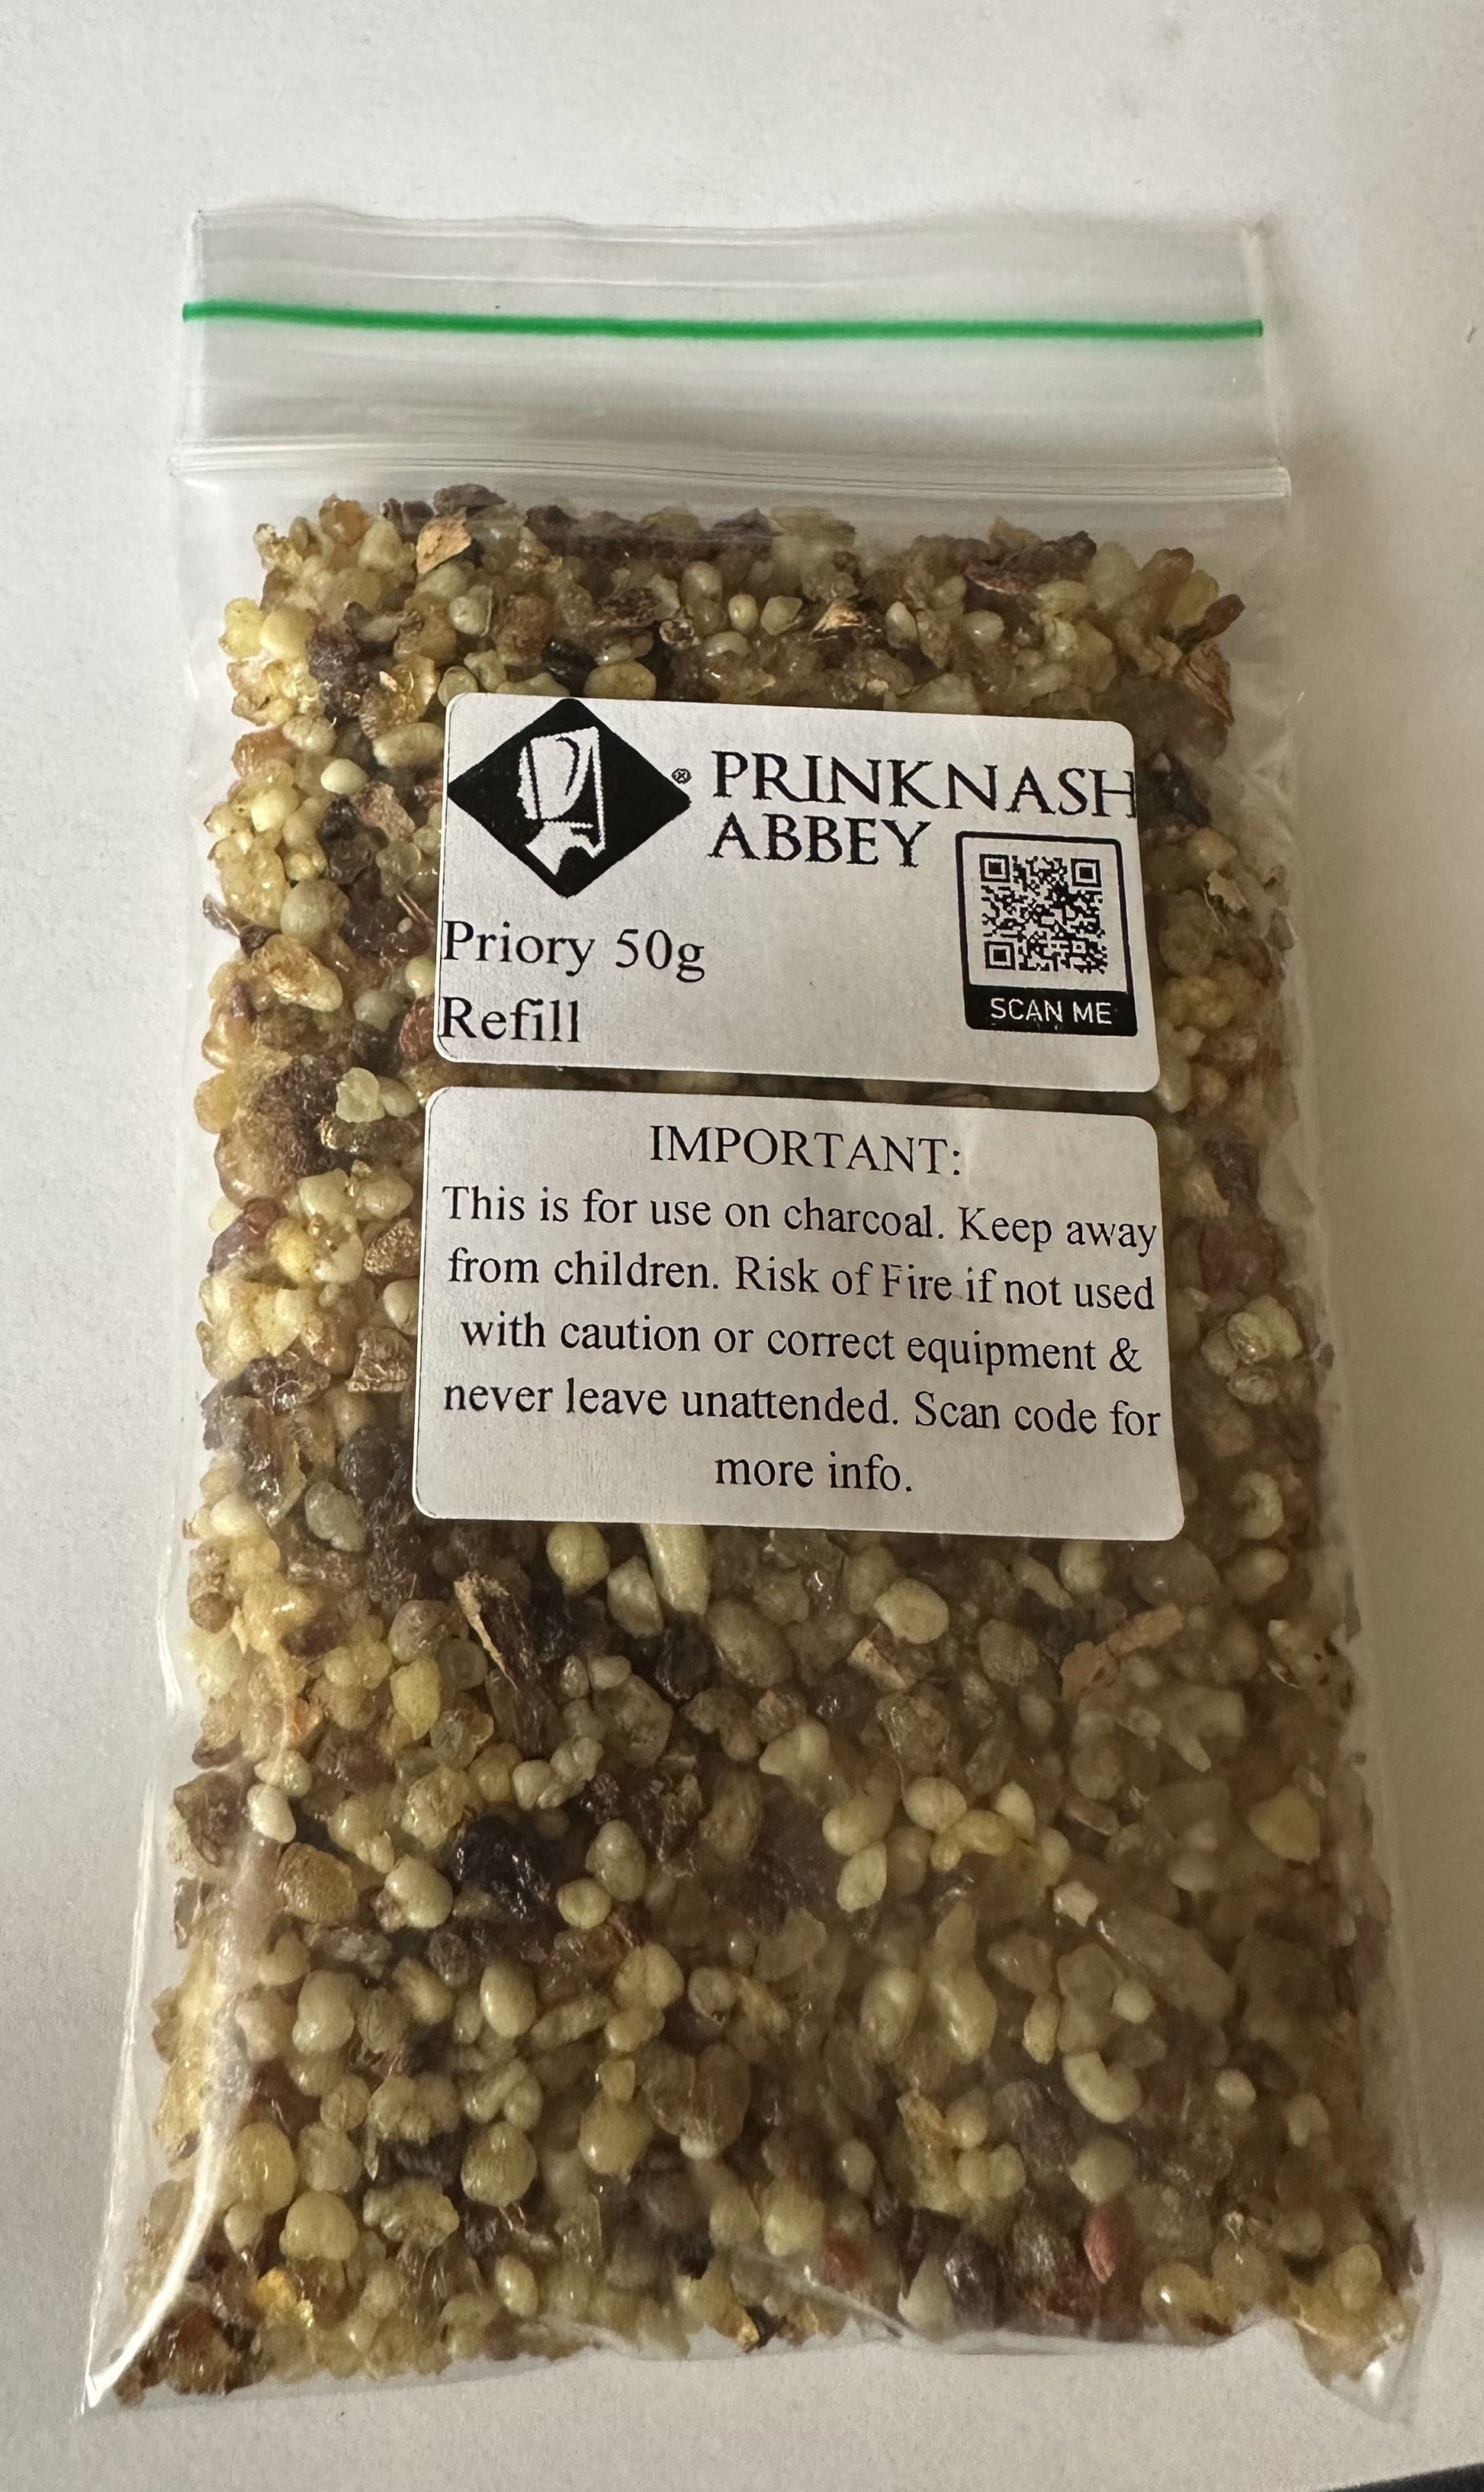 ® PRINKNASH
ABBEY
Priory 50g
Refill
SCAN ME
IMPORTANT:
This is for use on charcoal. Keep away
from children. Risk of Fire if not used
with caution or correct equipment &
never leave unattended. Scan code for
more info.